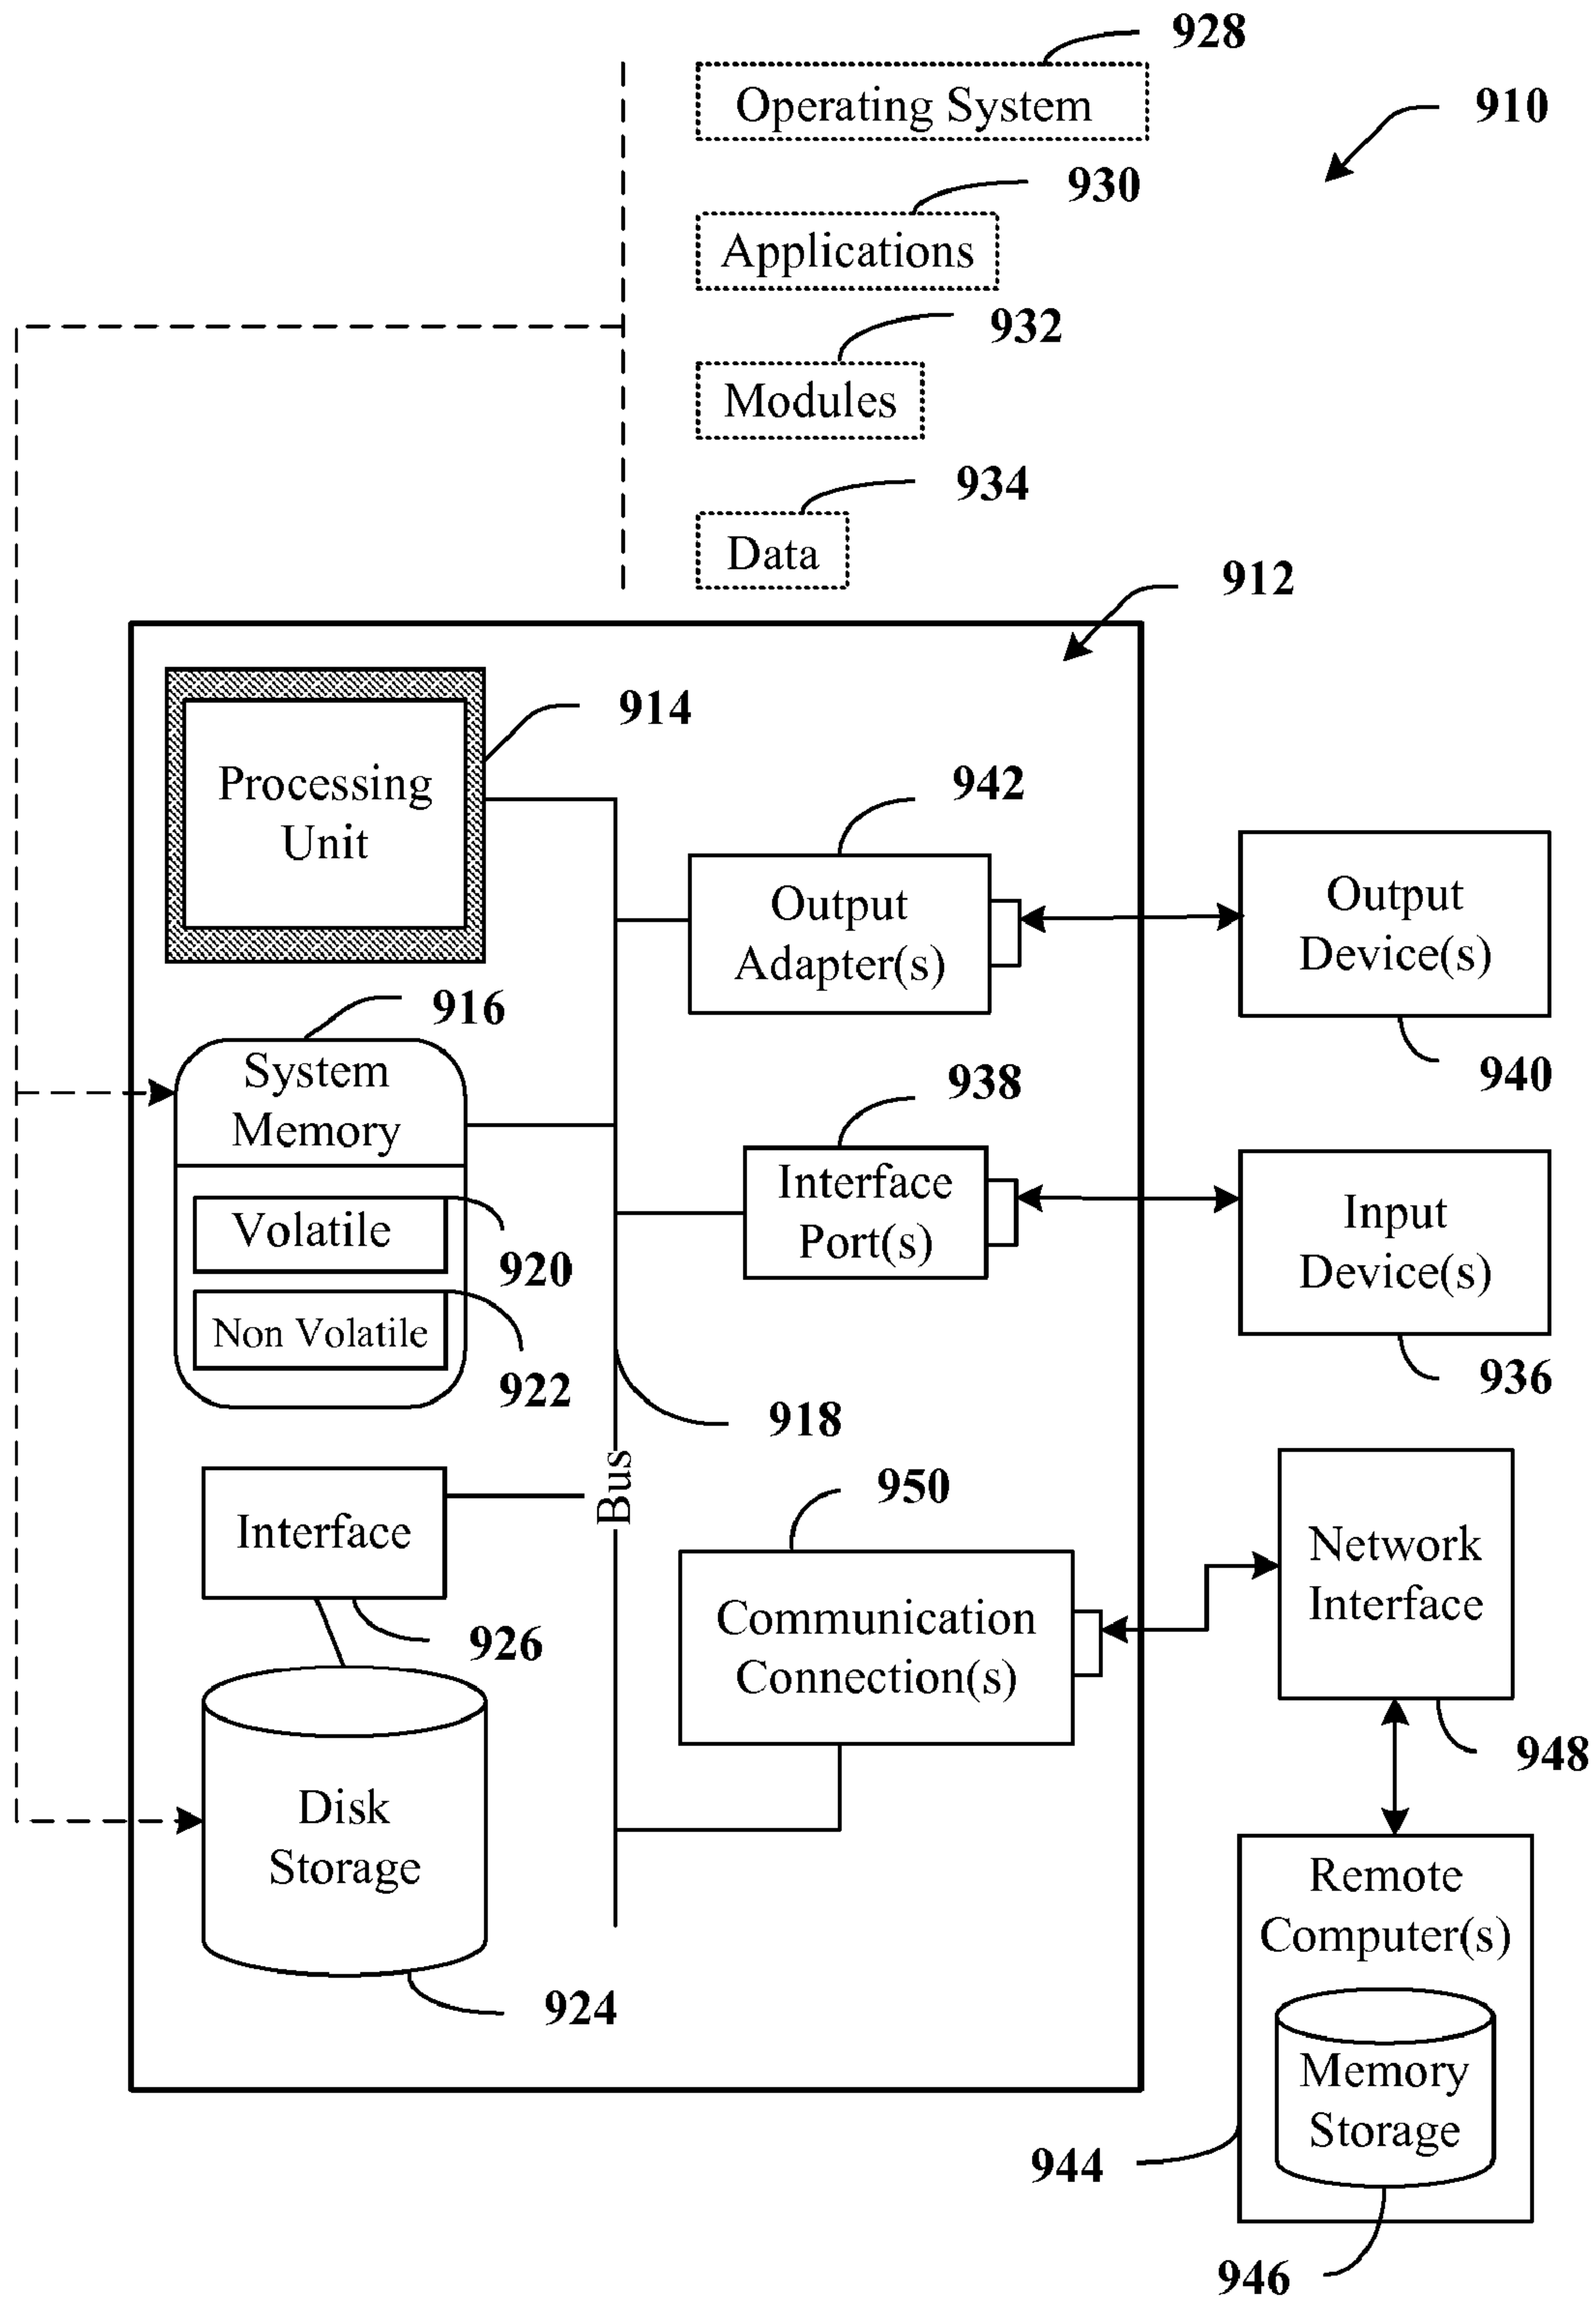 928
Operating System
910
930
Applications
932
Modules
934
Data
912
914
Processing
Unit
942
Output
Adapter(s)
Output
Device(s)
940
916
System
Memory
938
Interface
Port(s)
Input
Device(s)
936
Volatile
920
Non Volatile
922
918
Bus
950
Interface
926
Communication
Connection(s)
Network
Interface
948
Disk
Storage
924
Remote
Computer(s)
Memory
Storage
944
946